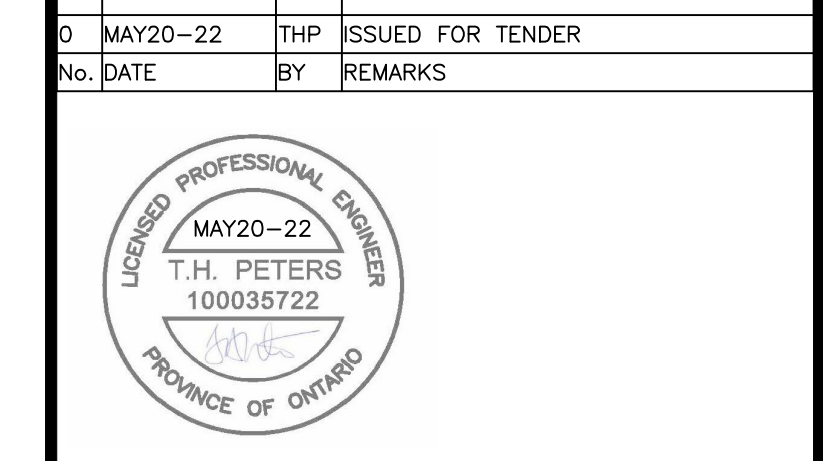 0 MAY20-22 THP ISSUED FOR TENDER
No. DATE BY REMARKS
LICENSED PROFESSIONAL ENGINEER
MAY20-22
T.H. PETERS
100035722
PROVINCE OF ONTARIO